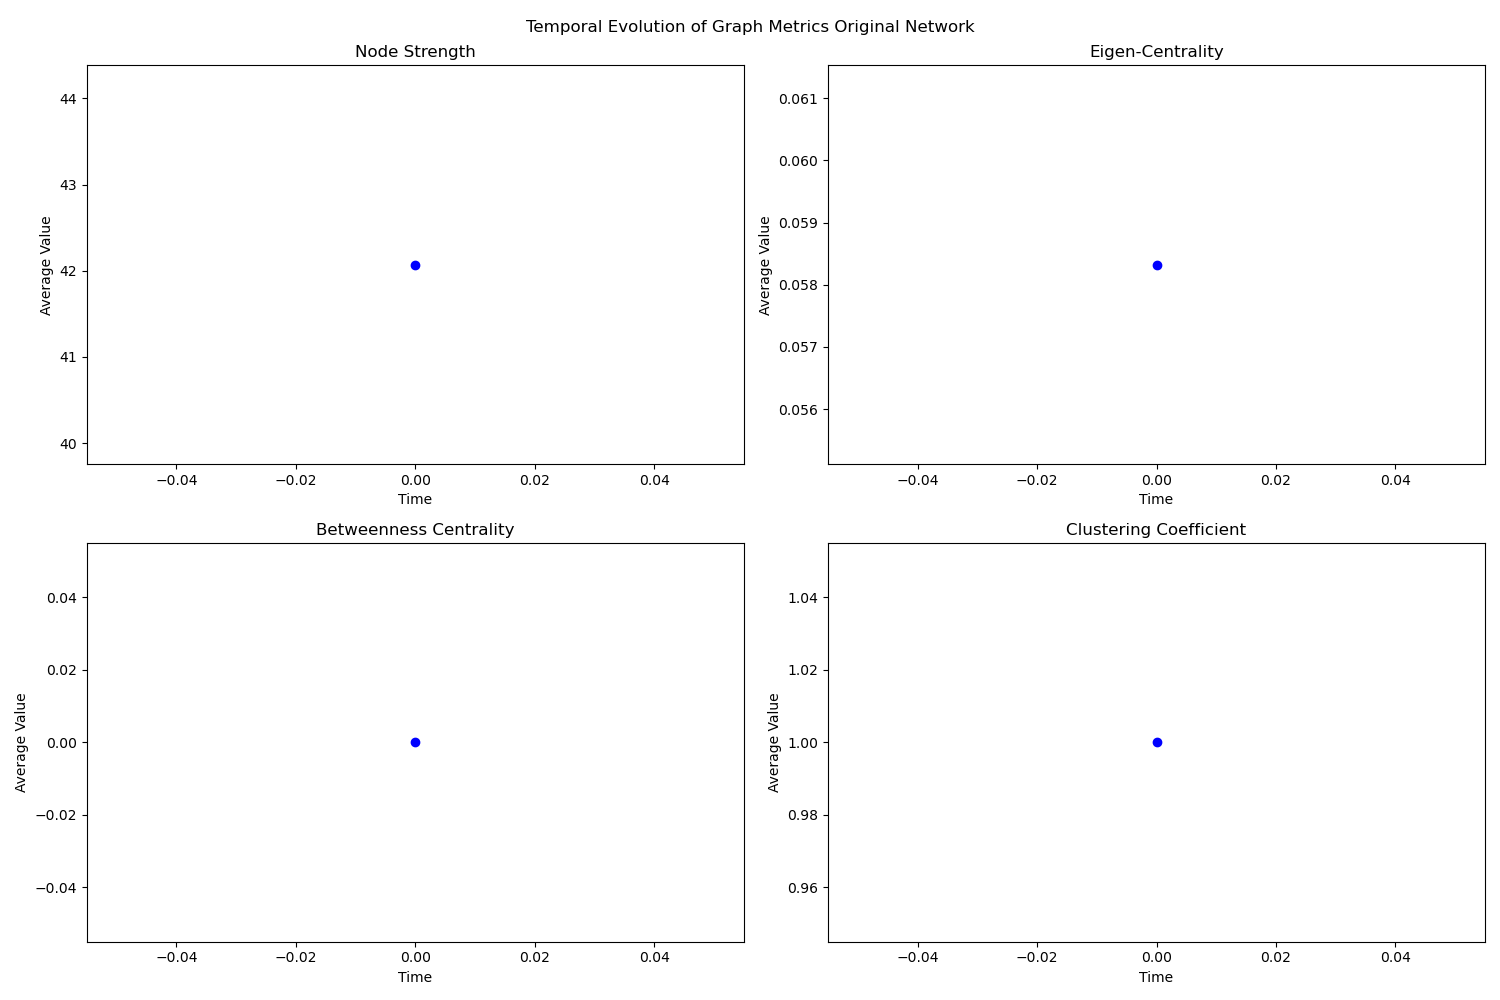 Temporal Evolution of Graph Metrics Original Network
Node Strength
44
43
42
41
40
Average Value
−0.04 −0.02 0.00 0.02 0.04
Time
Eigen-Centrality
0.061
0.060
0.059
0.058
0.057
0.056
Average Value
−0.04 −0.02 0.00 0.02 0.04
Time
Betweenness Centrality
0.04
0.02
0.00
−0.02
−0.04
Average Value
−0.04 −0.02 0.00 0.02 0.04
Time
Clustering Coefficient
1.04
1.02
1.00
0.98
0.96
Average Value
−0.04 −0.02 0.00 0.02 0.04
Time